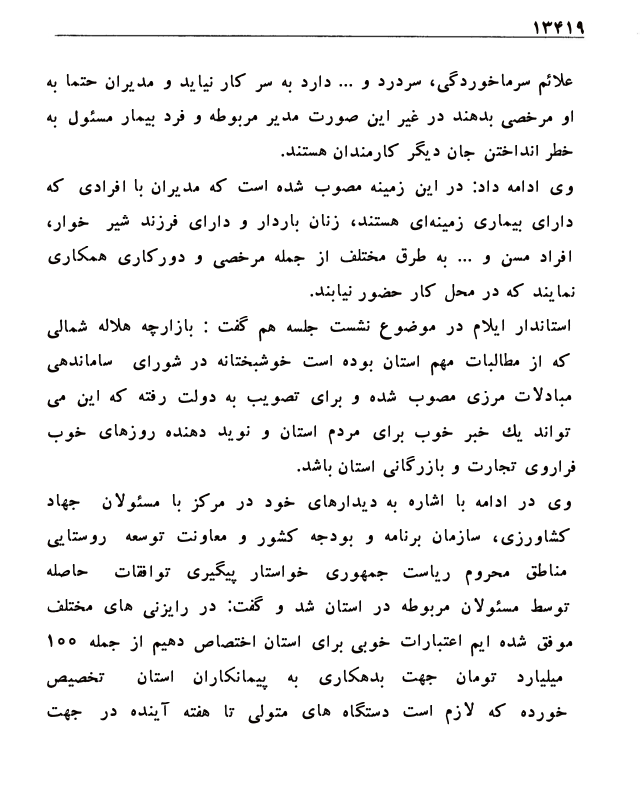 ۱۳۴۱۹
علائم سرماخوردگی، سردرد و ... دارد به سر کار نیاید و مدیران حتما به
او مرخصی بدهند در غیر این صورت مدیر مربوطه و فرد بیمار مسئول به
خطر انداختن جان دیگر کارمندان هستند.
وی ادامه داد: در این زمینه مصوب شده است که مدیران با افرادی که
دارای بیماری زمینه‌ای هستند، زنان باردار و دارای فرزند شیر خوار،
افراد مسن و ... به طرق مختلف از جمله مرخصی و دورکاری همکاری
نمایند که در محل کار حضور نیابند.
استاندار ایلام در موضوع نشست جلسه هم گفت : بازارچه هلاله شمالی
که از مطالبات مهم استان بوده است خوشبختانه در شورای ساماندهی
مبادلات مرزی مصوب شده و برای تصویب به دولت رفته که این می
تواند یك خبر خوب برای مردم استان و نوید دهنده روزهای خوب
فراروی تجارت و بازرگانی استان باشد.
وی در ادامه با اشاره به دیدارهای خود در مرکز با مسئولان جهاد
کشاورزی، سازمان برنامه و بودجه کشور و معاونت توسعه روستایی
مناطق محروم ریاست جمهوری خواستار پیگیری توافقات حاصله
توسط مسئولان مربوطه در استان شد و گفت: در رایزنی های مختلف
موفق شده ایم اعتبارات خوبی برای استان اختصاص دهیم از جمله ۱۰۰
میلیارد تومان جهت بدهکاری به پیمانکاران استان تخصیص
خورده که لازم است دستگاه های متولی تا هفته آینده در جهت